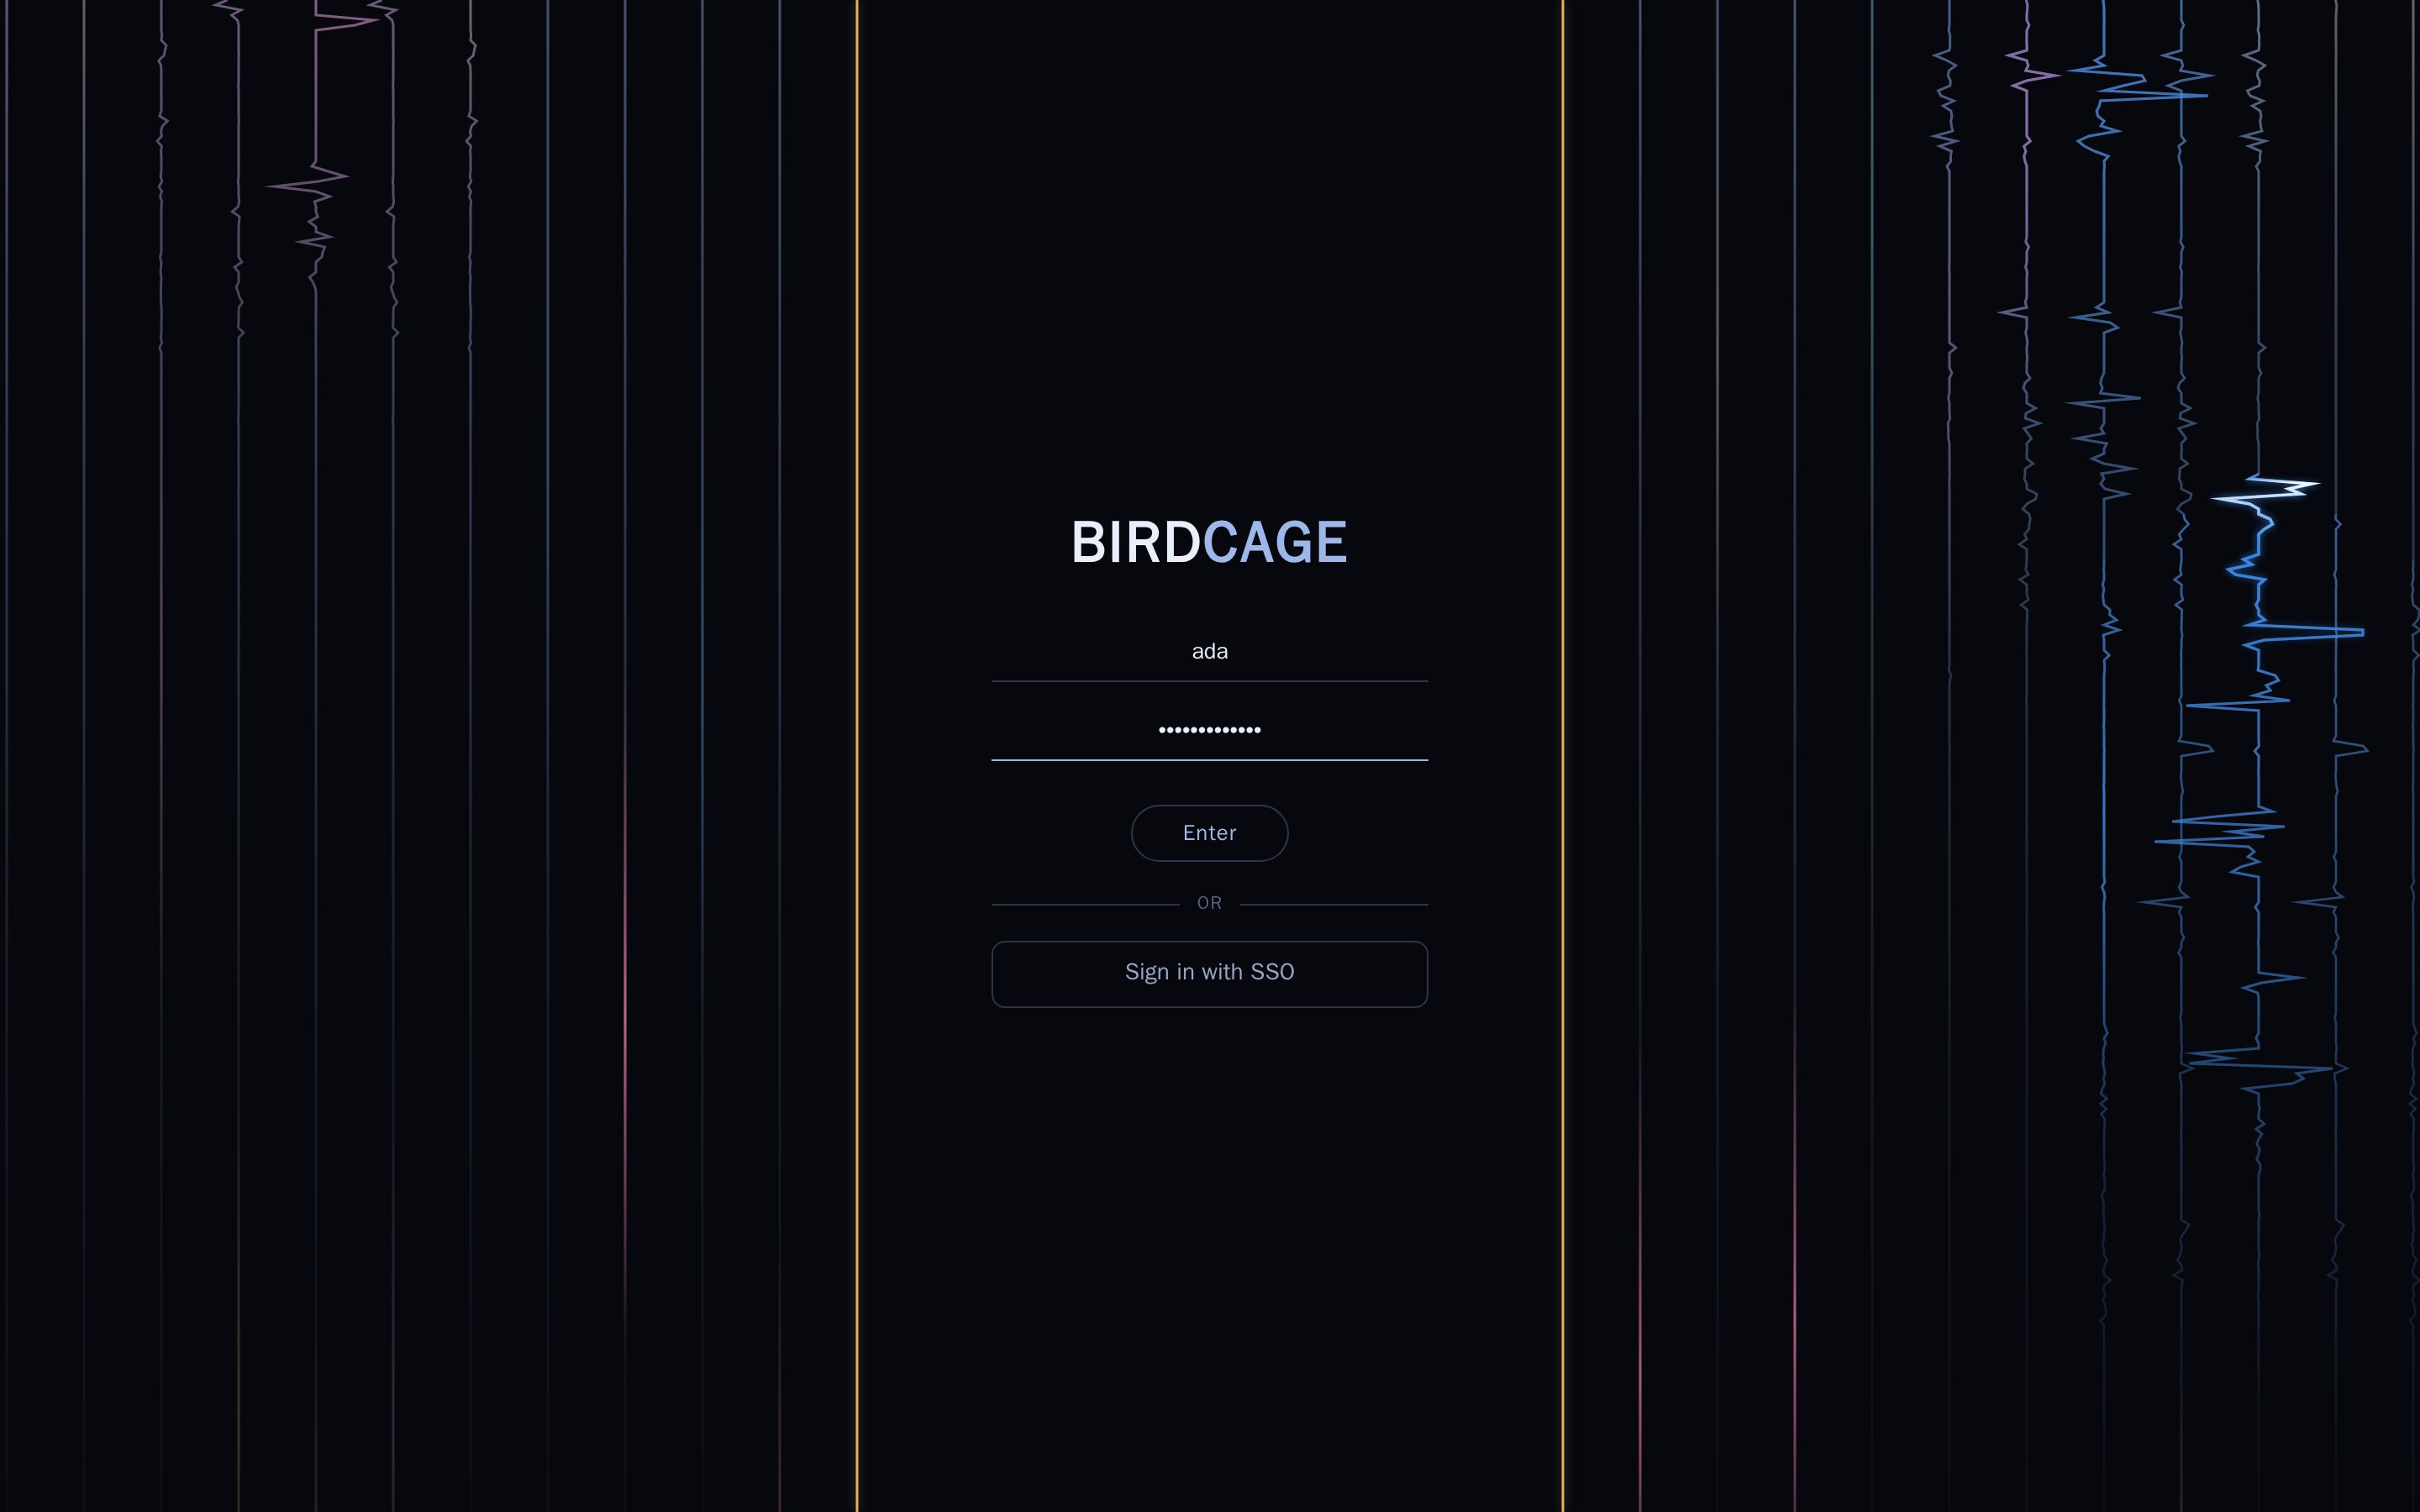 BIRDCAGE
ada
••••••••••••
Enter
OR
Sign in with SSO